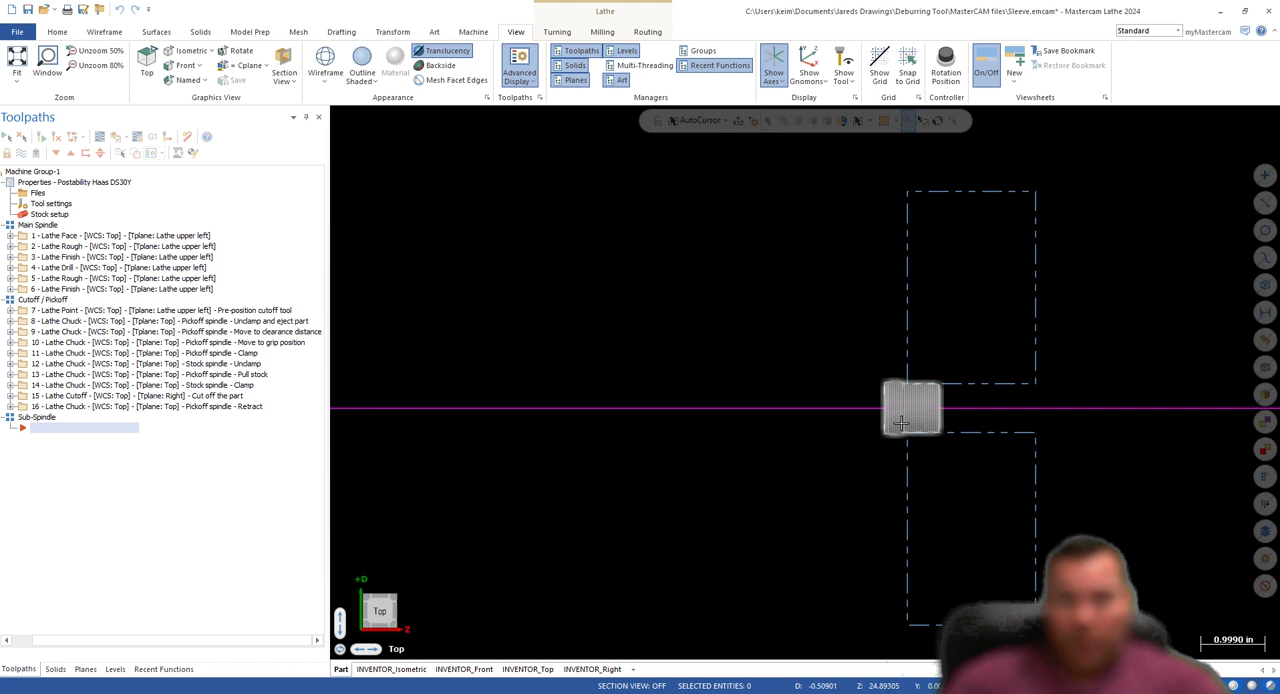 Lathe
C:\Users\keim\Documents\Jareds Drawings\Deburring Tool\MasterCAM files\Sleeve.emcam* - Mastercam Lathe 2024
File
Home
Wireframe
Surfaces
Solids
Model Prep
Mesh
Drafting
Transform
Art
Machine
View
Turning
Milling
Routing
Standard
myMastercam
Fit
Window
Unzoom 50%
Unzoom 80%
Zoom
Top
Isometric
Front
Named
Rotate
= Cplane
Save
Section View
Graphics View
Wireframe
Outline Shaded
Material
Translucency
Backside
Mesh Facet Edges
Appearance
Advanced Display
Toolpaths
Toolpaths
Solids
Planes
Levels
Multi-Threading
Art
Groups
Recent Functions
Managers
Show Axes
Show Gnomons
Show Tool
Display
Show Grid
Snap to Grid
Grid
Rotation Position
Controller
On/Off
New
Save Bookmark
Restore Bookmark
Viewsheets
Toolpaths
AutoCursor
G1
Machine Group-1
Properties - Postability Haas DS30Y
Files
Tool settings
Stock setup
Main Spindle
1 - Lathe Face - [WCS: Top] - [Tplane: Lathe upper left]
2 - Lathe Rough - [WCS: Top] - [Tplane: Lathe upper left]
3 - Lathe Finish - [WCS: Top] - [Tplane: Lathe upper left]
4 - Lathe Drill - [WCS: Top] - [Tplane: Lathe upper left]
5 - Lathe Rough - [WCS: Top] - [Tplane: Lathe upper left]
6 - Lathe Finish - [WCS: Top] - [Tplane: Lathe upper left]
Cutoff / Pickoff
7 - Lathe Point - [WCS: Top] - [Tplane: Lathe upper left] - Pre-position cutoff tool
8 - Lathe Chuck - [WCS: Top] - [Tplane: Top] - Pickoff spindle - Unclamp and eject part
9 - Lathe Chuck - [WCS: Top] - [Tplane: Top] - Pickoff spindle - Move to clearance distance
10 - Lathe Chuck - [WCS: Top] - [Tplane: Top] - Pickoff spindle - Move to grip position
11 - Lathe Chuck - [WCS: Top] - [Tplane: Top] - Pickoff spindle - Clamp
12 - Lathe Chuck - [WCS: Top] - [Tplane: Top] - Stock spindle - Unclamp
13 - Lathe Chuck - [WCS: Top] - [Tplane: Top] - Pickoff spindle - Pull stock
14 - Lathe Chuck - [WCS: Top] - [Tplane: Top] - Stock spindle - Clamp
15 - Lathe Cutoff - [WCS: Top] - [Tplane: Right] - Cut off the part
16 - Lathe Chuck - [WCS: Top] - [Tplane: Top] - Pickoff spindle - Retract
Sub-Spindle
+D
Top
Z
Top
0.9990 in
Toolpaths
Solids
Planes
Levels
Recent Functions
Part
INVENTOR_Isometric
INVENTOR_Front
INVENTOR_Top
INVENTOR_Right
+
SECTION VIEW: OFF
SELECTED ENTITIES: 0
D: -0.50901
Z: 24.89305